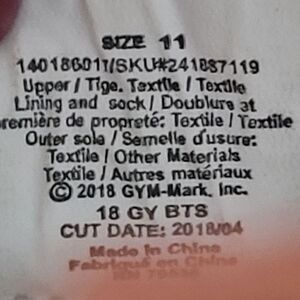 SIZE 11
140186011/SKU#241887119
Upper / Tige. Textile / Textile
Lining and sock / Doublure et
première de propreté: Textile / Textile
Outer sole / Semelle d'usure:
Textile / Other Materials
Textile / Autres matériaux
© 2018 GYM-Mark, Inc.
18 GY BTS
CUT DATE: 2018/04
Made in China
Fabriqué en Chine